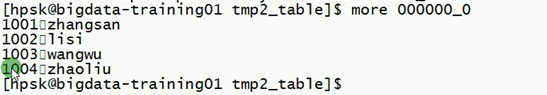 [hpsk@bigdata-training01 tmp2_table]$ more 000000_0
1001▯zhangsan
1002▯lisi
1003▯wangwu
1004▯zhaoliu
[hpsk@bigdata-training01 tmp2_table]$